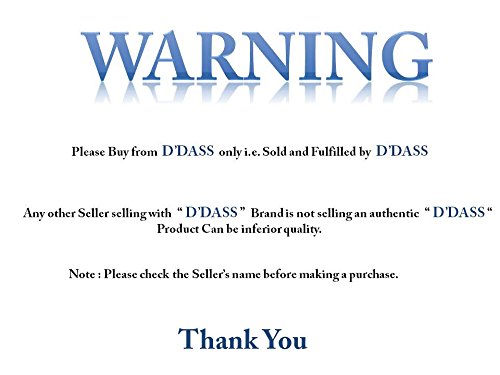 WARNING
Please Buy from D'DASS only i.e. Sold and Fulfilled by D'DASS
Any other Seller selling with “ D'DASS ” Brand is not selling an authentic “ D'DASS “
Product Can be inferior quality.
Note : Please check the Seller’s name before making a purchase.
Thank You